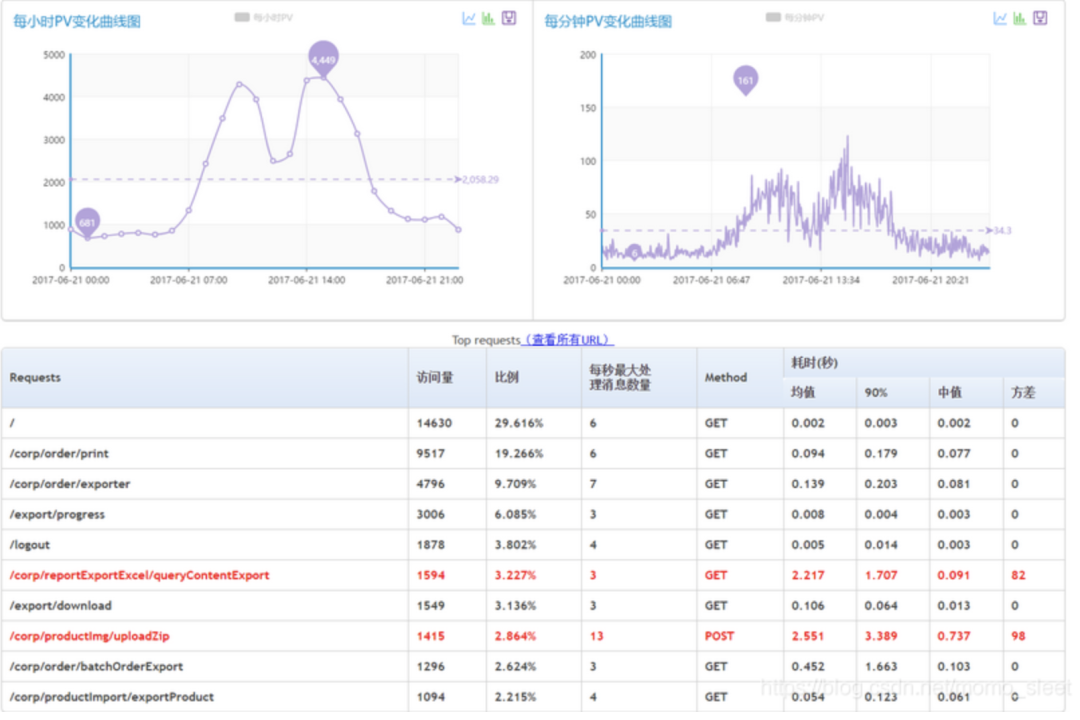 每小时PV变化曲线图
每小时PV
5000
4000
3000
2000
1000
0
4,449
681
2,058.29
2017-06-21 00:00 2017-06-21 07:00 2017-06-21 14:00 2017-06-21 21:00
每分钟PV变化曲线图
每分钟PV
200
150
100
50
0
161
34.3
2017-06-21 00:00 2017-06-21 06:47 2017-06-21 13:34 2017-06-21 20:21
Top requests（查看所有URL）
Requests 访问量 比例 每秒最大处理消息数量 Method 耗时(秒)
均值 90% 中值 方差
/ 14630 29.616% 6 GET 0.002 0.003 0.002 0
/corp/order/print 9517 19.266% 6 GET 0.094 0.179 0.077 0
/corp/order/exporter 4796 9.709% 7 GET 0.139 0.203 0.081 0
/export/progress 3006 6.085% 3 GET 0.008 0.004 0.003 0
/logout 1878 3.802% 4 GET 0.005 0.014 0.003 0
/corp/reportExportExcel/queryContentExport 1594 3.227% 3 GET 2.217 1.707 0.091 82
/export/download 1549 3.136% 3 GET 0.106 0.064 0.013 0
/corp/productImg/uploadZip 1415 2.864% 13 POST 2.551 3.389 0.737 98
/corp/order/batchOrderExport 1296 2.624% 3 GET 0.452 1.663 0.103 0
/corp/productImport/exportProduct 1094 2.215% 4 GET 0.054 0.123 0.061 0
https://blog.csdn.net/momo_sleet